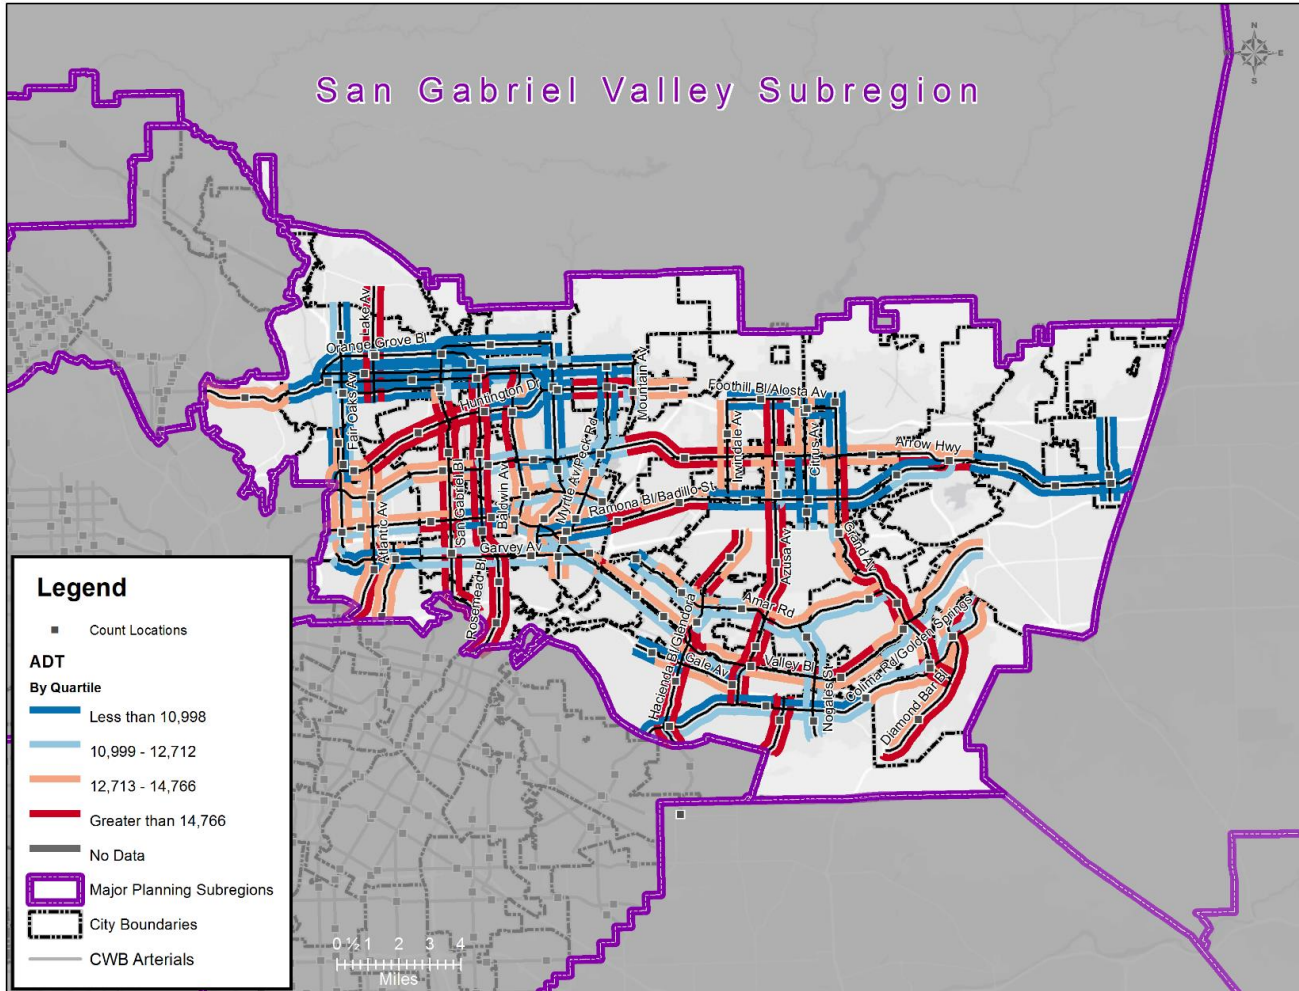 San Gabriel Valley Subregion
N
E
S
Lake Av
Orange Grove Bl
Fair Oaks Av
Huntington Dr
Mountain Av
Foothill Bl/Alosta Av
Irwindale Av
Citrus Av
Arrow Hwy
San Gabriel Bl
Baldwin Av
Myrtle Av/Peck Rd
Ramona Bl/Badillo St
Atlantic Av
Garvey Av
Rosemead Bl
Azusa Av
Grand Av
Amar Rd
Hacienda Bl/Glendora
Gale Av
Valley Bl
Nogales St
Colima Rd/Golden Springs
Diamond Bar Bl
Legend
Count Locations
ADT
By Quartile
Less than 10,998
10,999 - 12,712
12,713 - 14,766
Greater than 14,766
No Data
Major Planning Subregions
City Boundaries
CWB Arterials
0 ½ 1 2 3 4
Miles